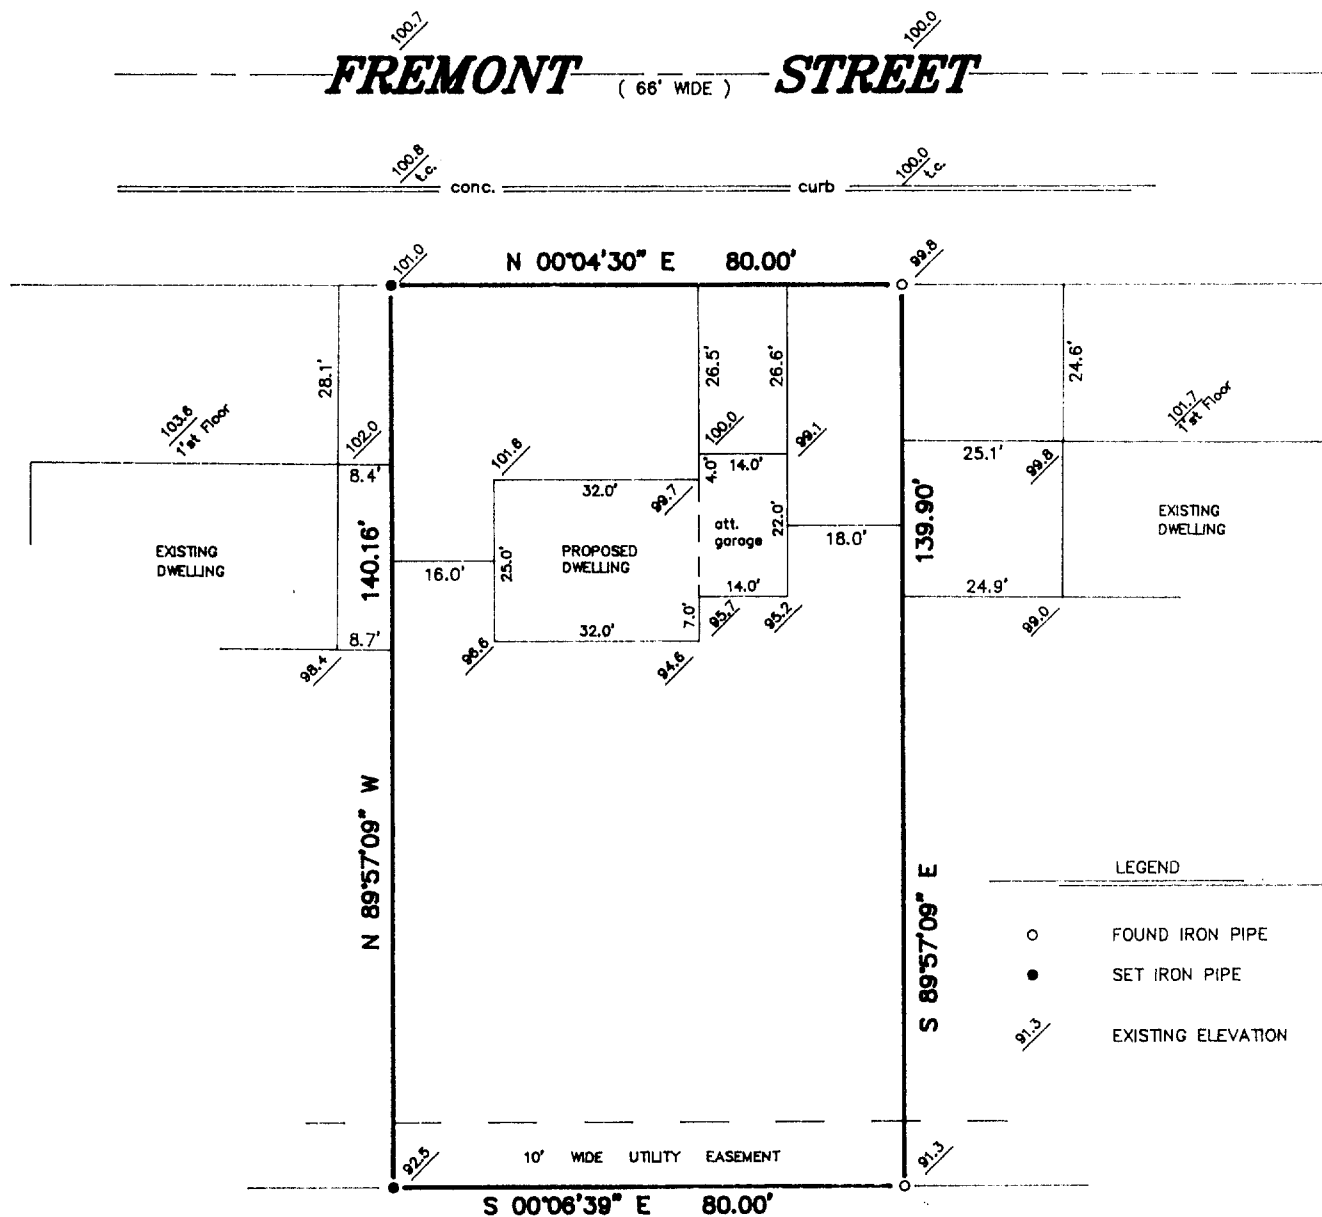 100.7
100.0
FREMONT ( 66' WIDE ) STREET
100.8
t.c.
100.0
t.c.
conc. curb
101.0
N 00°04'30" E 80.00'
99.8
28.1'
26.5'
26.6'
24.6'
103.6
1'st Floor
101.7
1'st Floor
102.0
101.6
100.0
99.1
8.4'
4.0'
14.0'
25.1'
99.8
32.0'
99.7
140.16'
139.90'
EXISTING
DWELLING
PROPOSED
DWELLING
att.
garage
22.0'
18.0'
EXISTING
DWELLING
16.0'
25.0'
14.0'
24.9'
8.7'
32.0'
7.0'
95.7
95.2
99.0
98.4
96.6
94.6
N 89°57'09" W
S 89°57'09" E
LEGEND
FOUND IRON PIPE
SET IRON PIPE
91.3
EXISTING ELEVATION
92.5
10' WIDE UTILITY EASEMENT
91.3
S 00°06'39" E 80.00'